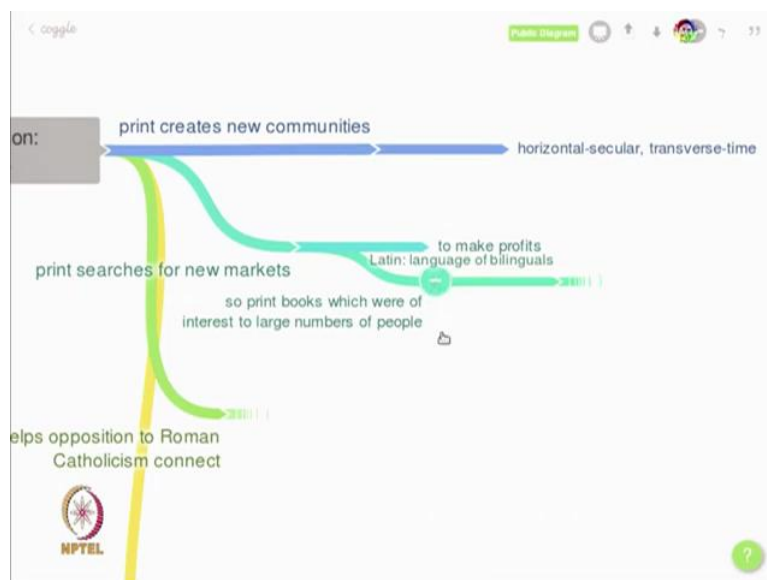 coggle
Public Diagram
?
on:
print creates new communities
horizontal-secular, transverse-time
to make profits
Latin: language of bilinguals
print searches for new markets
so print books which were of
interest to large numbers of people
elps opposition to Roman
Catholicism connect
NPTEL
?